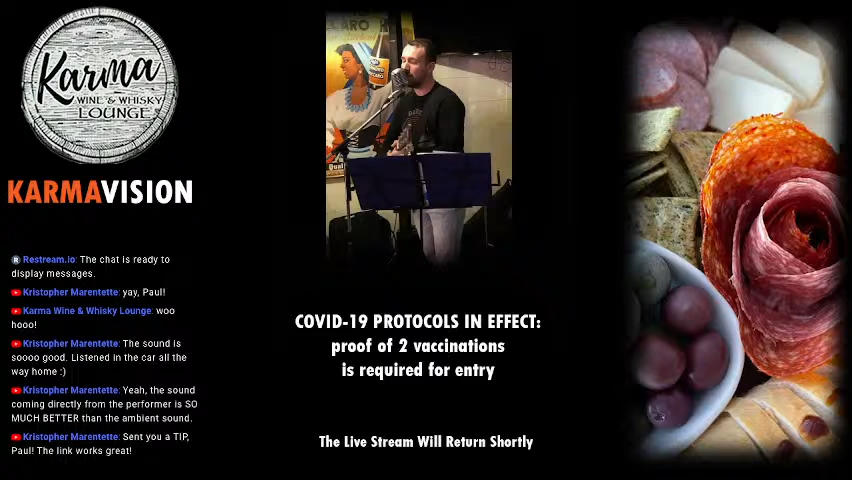 Karma
WINE & WHISKY
LOUNGE
KARMAVISION
Restream.io: The chat is ready to
display messages.
Kristopher Marentette: yay, Paul!
Karma Wine & Whisky Lounge: woo
hooo!
Kristopher Marentette: The sound is
soooo good. Listened in the car all the
way home :)
Kristopher Marentette: Yeah, the sound
coming directly from the performer is SO
MUCH BETTER than the ambient sound.
Kristopher Marentette: Sent you a TIP,
Paul! The link works great!
COVID-19 PROTOCOLS IN EFFECT:
proof of 2 vaccinations
is required for entry
The Live Stream Will Return Shortly